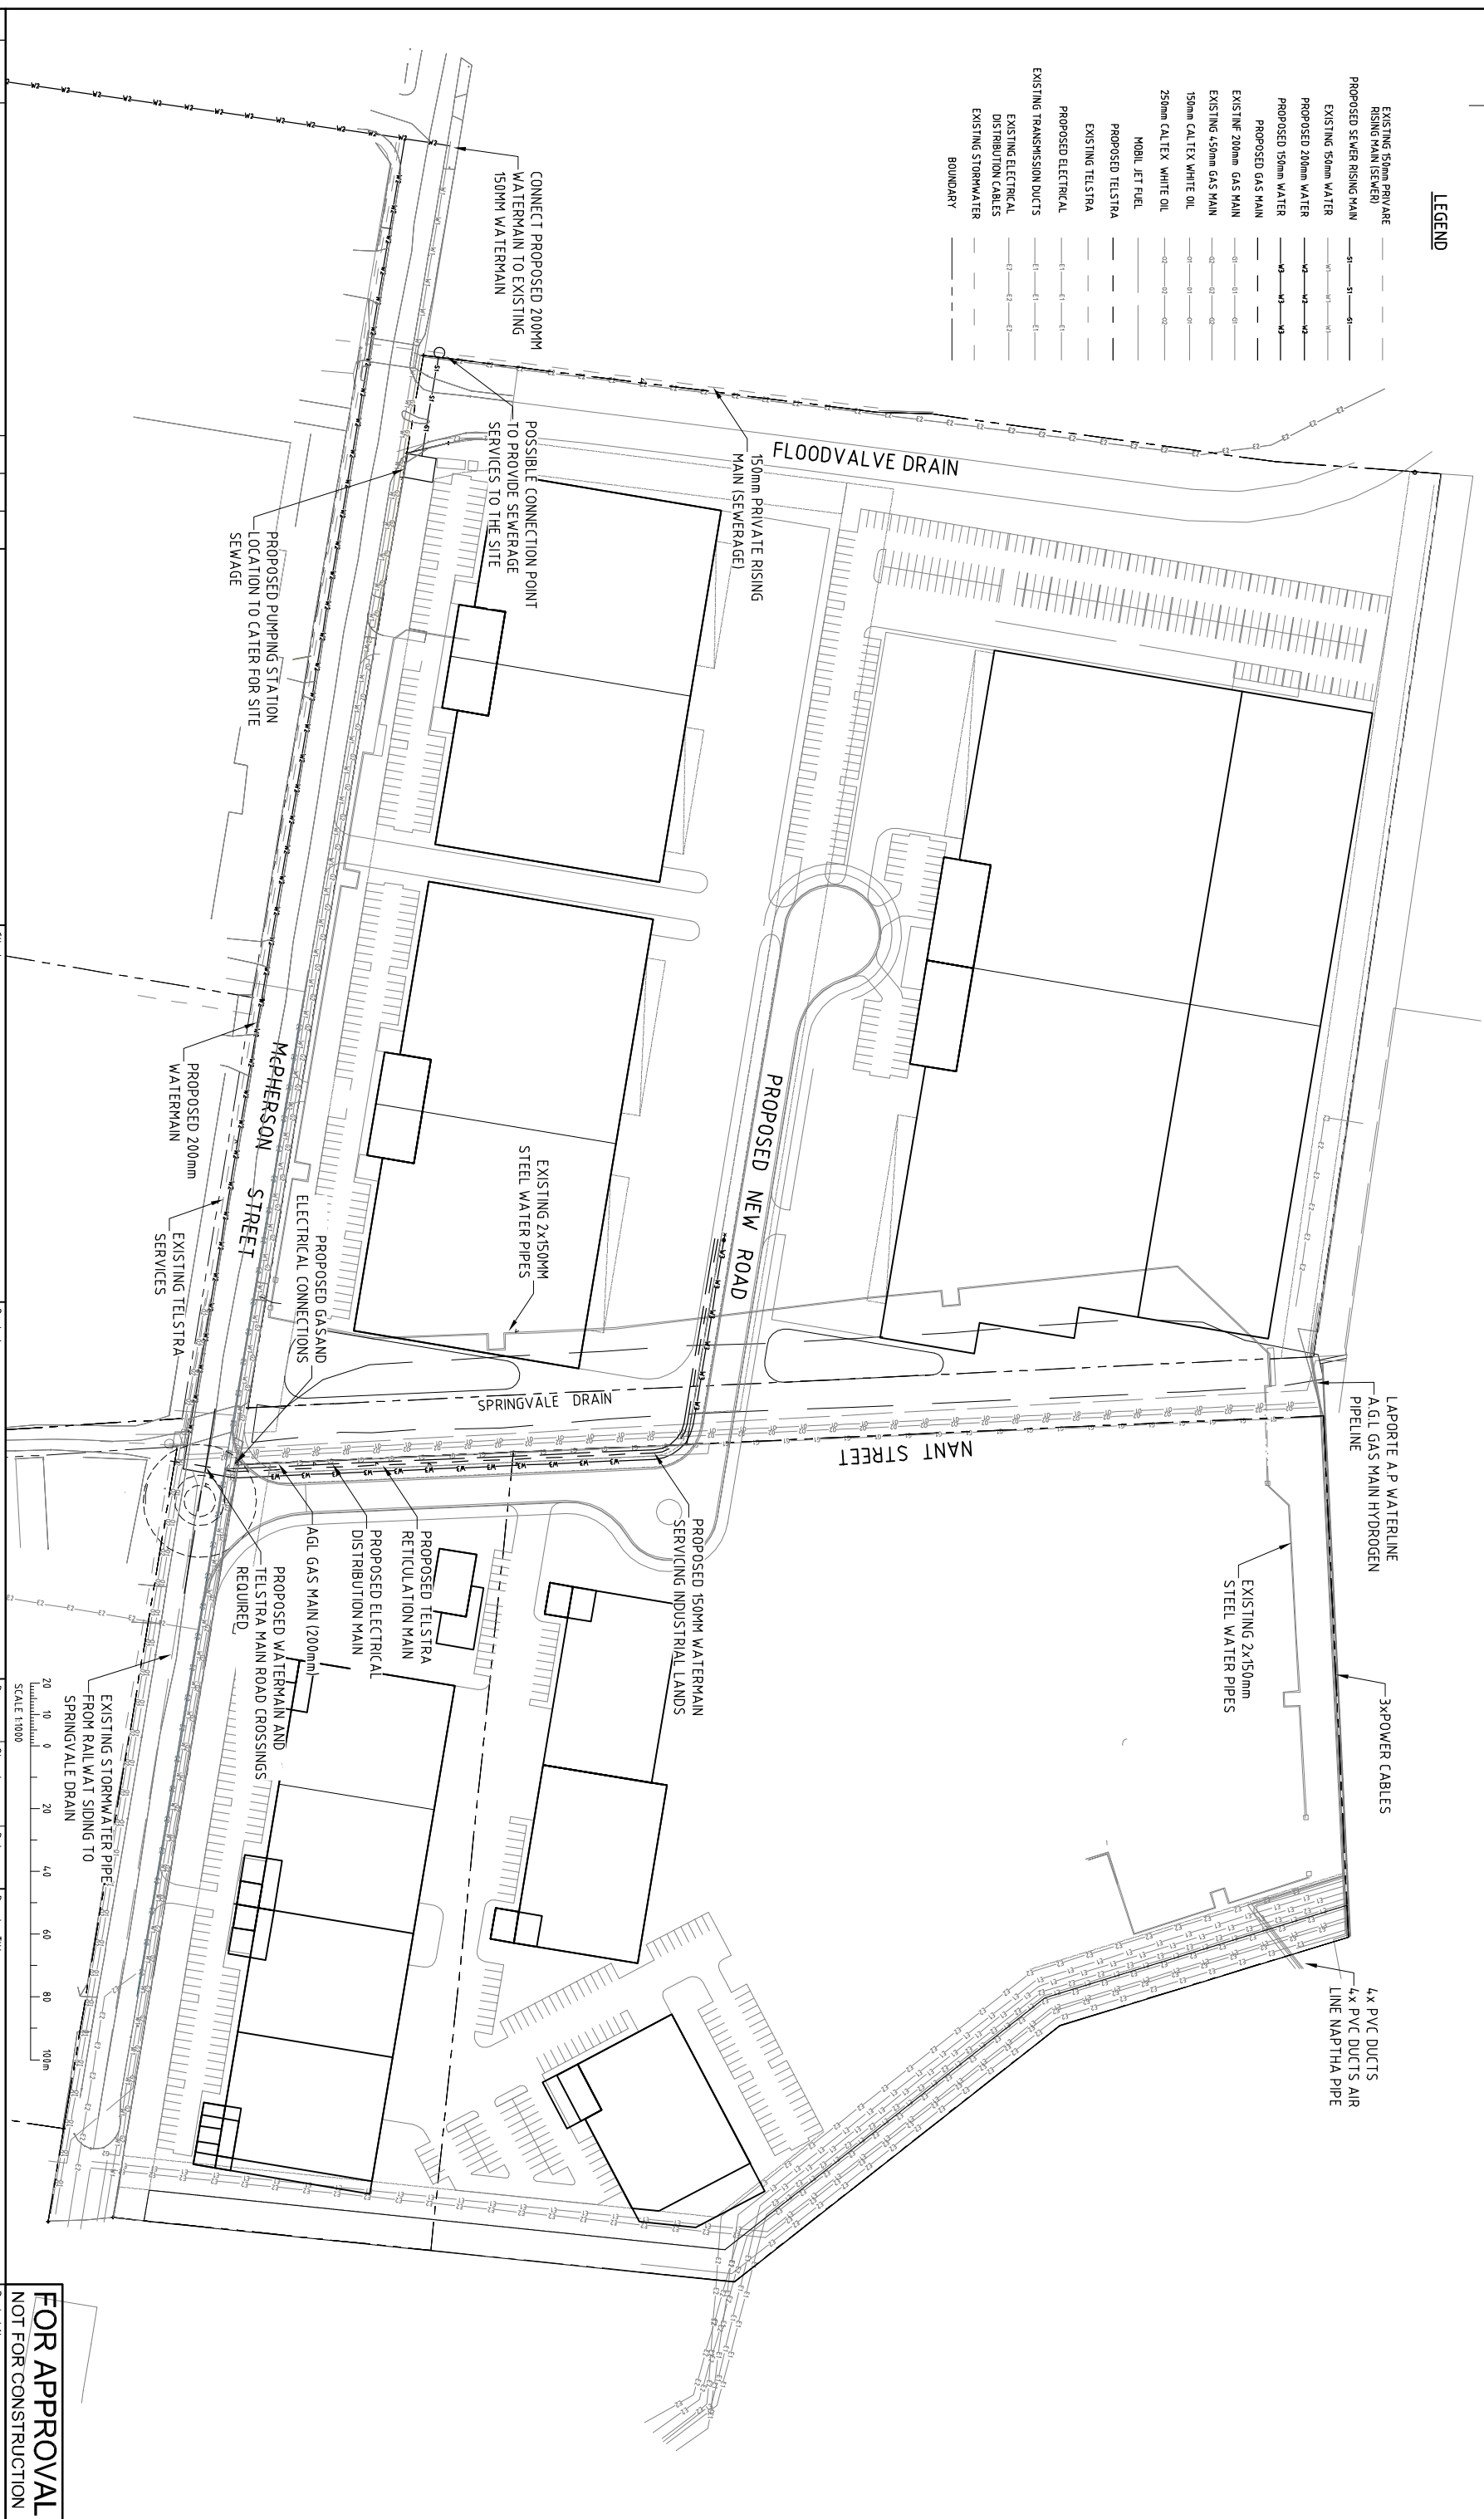 LEGEND
EXISTING 150mm PRIVARE
RISING MAIN (SEWER)
PROPOSED SEWER RISING MAIN
EXISTING 150mm WATER
PROPOSED 200mm WATER
PROPOSED 150mm WATER
PROPOSED GAS MAIN
EXISTINF 200mm GAS MAIN
EXISTING 450mm GAS MAIN
150mm CALTEX WHITE OIL
250mm CALTEX WHITE OIL
MOBIL JET FUEL
PROPOSED TELSTRA
EXISTING TELSTRA
PROPOSED ELECTRICAL
EXISTING TRANSMISSION DUCTS
EXISTING ELECTRICAL
DISTRIBUTION CABLES
EXISTING STORMWATER
BOUNDARY
CONNECT PROPOSED 200MM
WATERMAIN TO EXISTING
150MM WATERMAIN
POSSIBLE CONNECTION POINT
TO PROVIDE SEWERAGE
SERVICES TO THE SITE
150mm PRIVATE RISING
MAIN (SEWERAGE)
FLOODVALVE DRAIN
PROPOSED PUMPING STATION
LOCATION TO CATER FOR SITE
SEWAGE
PROPOSED NEW ROAD
McPHERSON STREET
PROPOSED 200mm
WATERMAIN
EXISTING TELSTRA
SERVICES
PROPOSED GASAND
ELECTRICAL CONNECTIONS
EXISTING 2x150MM
STEEL WATER PIPES
SPRINGVALE DRAIN
NANT STREET
LAPORTE A.P WATERLINE
A.G.L GAS MAIN HYDROGEN
PIPELINE
EXISTING 2x150mm
STEEL WATER PIPES
3xPOWER CABLES
4x PVC DUCTS
4x PVC DUCTS AIR
LINE NAPTHA PIPE
PROPOSED 150MM WATERMAIN
SERVICING INDUSTRIAL LANDS
PROPOSED TELSTRA
RETICULATION MAIN
PROPOSED ELECTRICAL
DISTRIBUTION MAIN
AGL GAS MAIN (200mm)
PROPOSED WATERMAIN AND
TELSTRA MAIN ROAD CROSSINGS
REQUIRED
EXISTING STORMWATER PIPE
FROM RAILWAT SIDING TO
SPRINGVALE DRAIN
20 10 0 20 40 60 80 100m
SCALE 1:1000
FOR APPROVAL
NOT FOR CONSTRUCTION